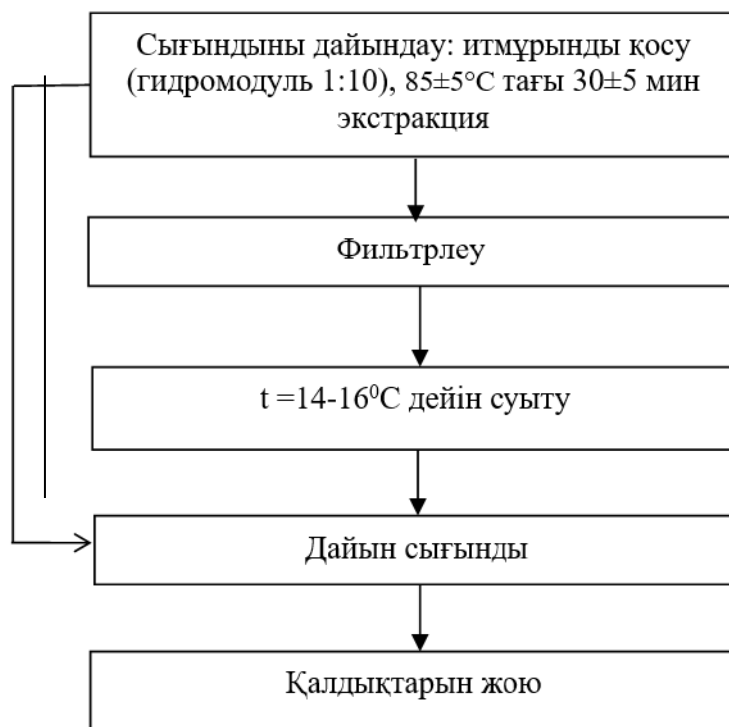 Сығындыны дайындау: итмұрынды қосу
(гидромодуль 1:10), 85±5°С тағы 30±5 мин
экстракция
Фильтрлеу
t =14-16⁰С дейін суыту
Дайын сығынды
Қалдықтарын жою